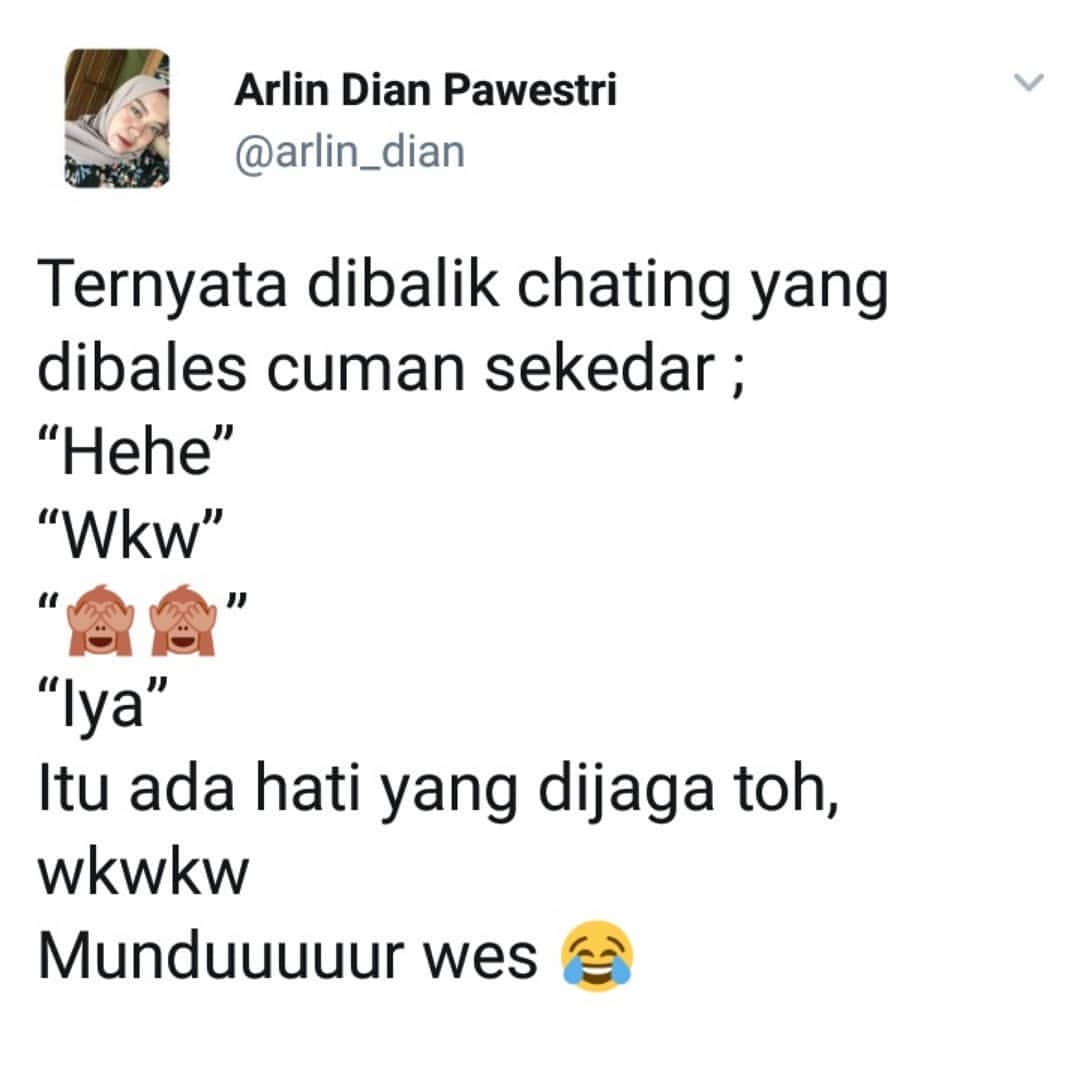 Arlin Dian Pawestri
@arlin_dian
Ternyata dibalik chating yang
dibales cuman sekedar ;
“Hehe”
“Wkw”
“🙈🙈”
“Iya”
Itu ada hati yang dijaga toh,
wkwkw
Munduuuuur wes 😂